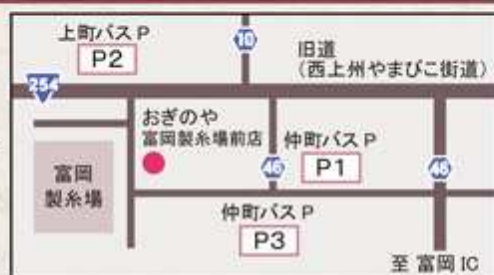 上町バスP
P2
10
旧道
(西上州やまびこ街道)
254
おぎのや
富岡製糸場前店
仲町バスP
P1
46
46
富岡
製糸場
仲町バスP
P3
至 富岡IC